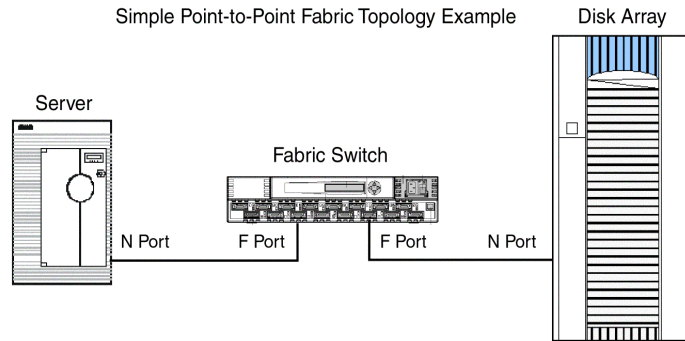 Simple Point-to-Point Fabric Topology Example
Disk Array
Server
Fabric Switch
N Port
F Port
F Port
N Port